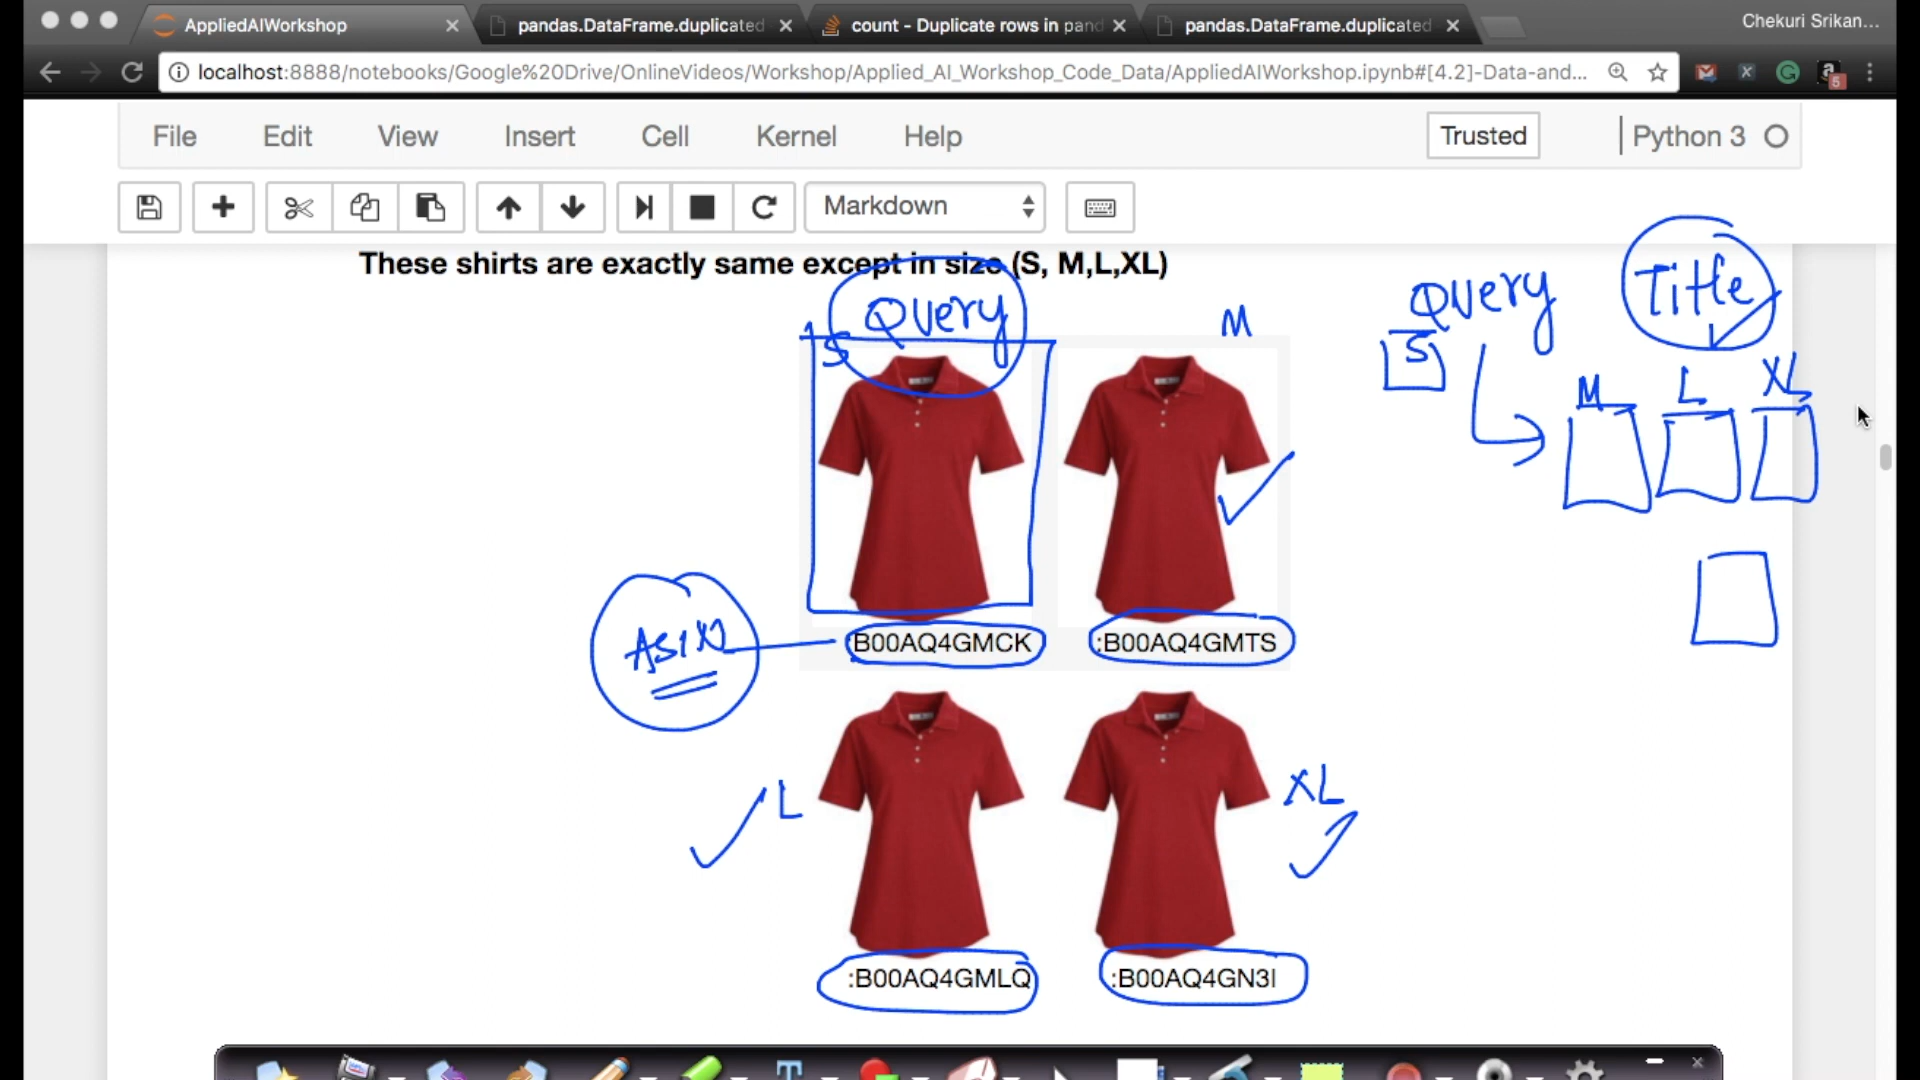 AppliedAIWorkshop
pandas.DataFrame.duplicated
count - Duplicate rows in pand
pandas.DataFrame.duplicated
Chekuri Srikan...
localhost:8888/notebooks/Google%20Drive/OnlineVideos/Workshop/Applied_AI_Workshop_Code_Data/AppliedAIWorkshop.ipynb#[4.2]-Data-and...
5
File Edit View Insert Cell Kernel Help
Trusted
Python 3
Markdown
These shirts are exactly same except in size (S, M,L,XL)
Query
S
M
Query
Title
S
M
L
XL
ASIN
:B00AQ4GMCK
:B00AQ4GMTS
L
XL
:B00AQ4GMLQ
:B00AQ4GN3I